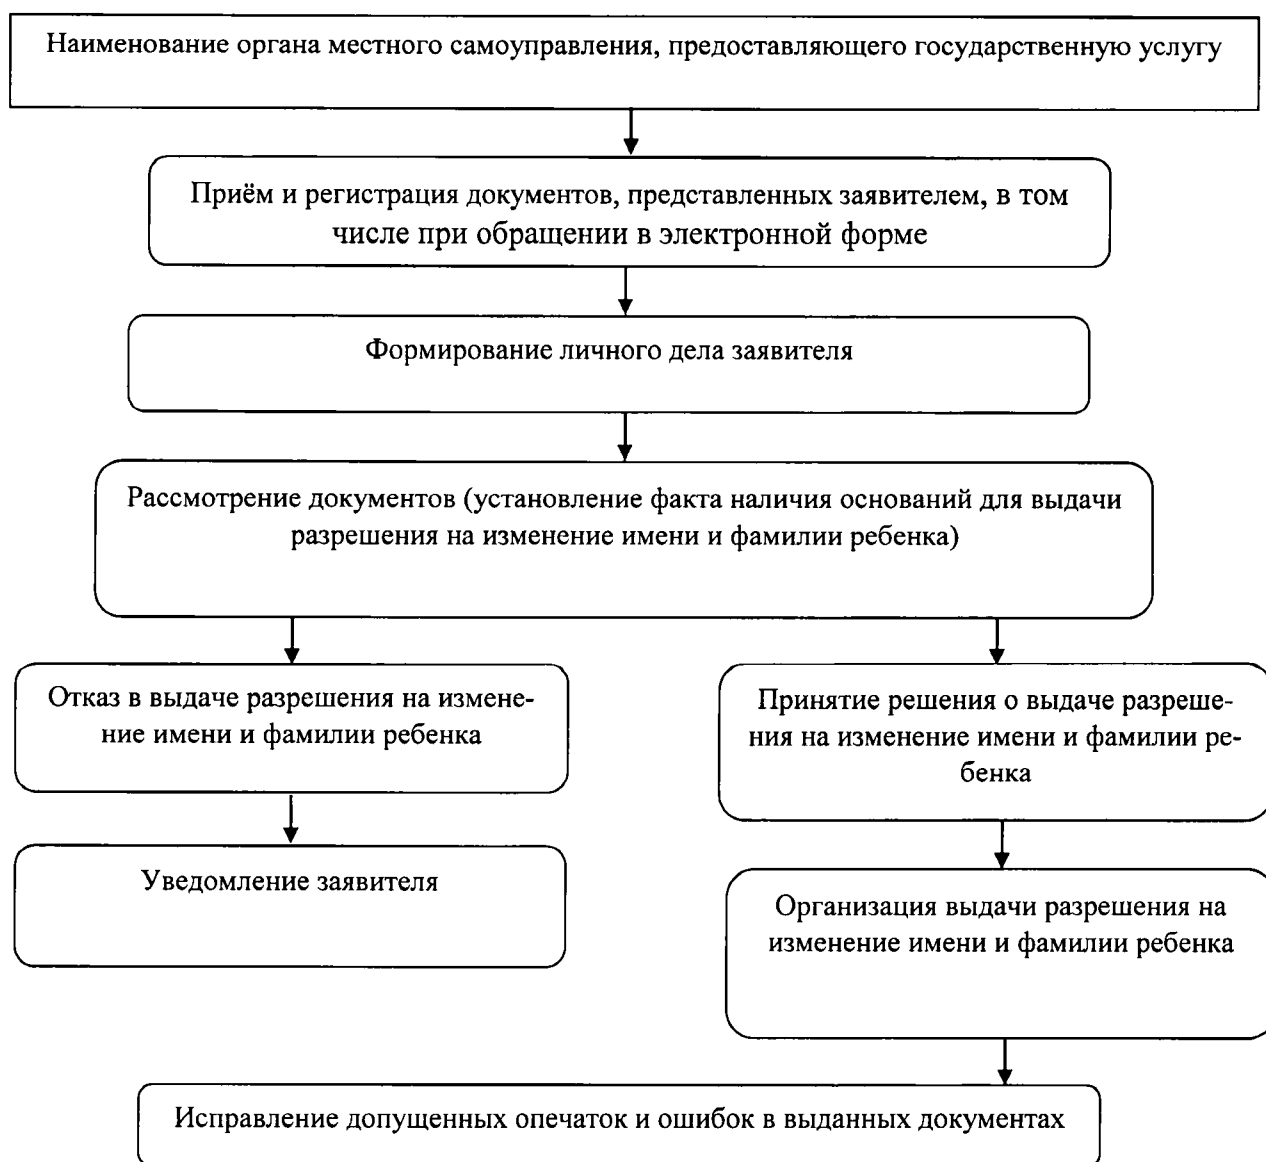 Наименование органа местного самоуправления, предоставляющего государственную услугу
Приём и регистрация документов, представленных заявителем, в том
числе при обращении в электронной форме
Формирование личного дела заявителя
Рассмотрение документов (установление факта наличия оснований для выдачи
разрешения на изменение имени и фамилии ребенка)
Отказ в выдаче разрешения на измене-
ние имени и фамилии ребенка
Принятие решения о выдаче разреше-
ния на изменение имени и фамилии ре-
бенка
Уведомление заявителя
Организация выдачи разрешения на
изменение имени и фамилии ребенка
Исправление допущенных опечаток и ошибок в выданных документах